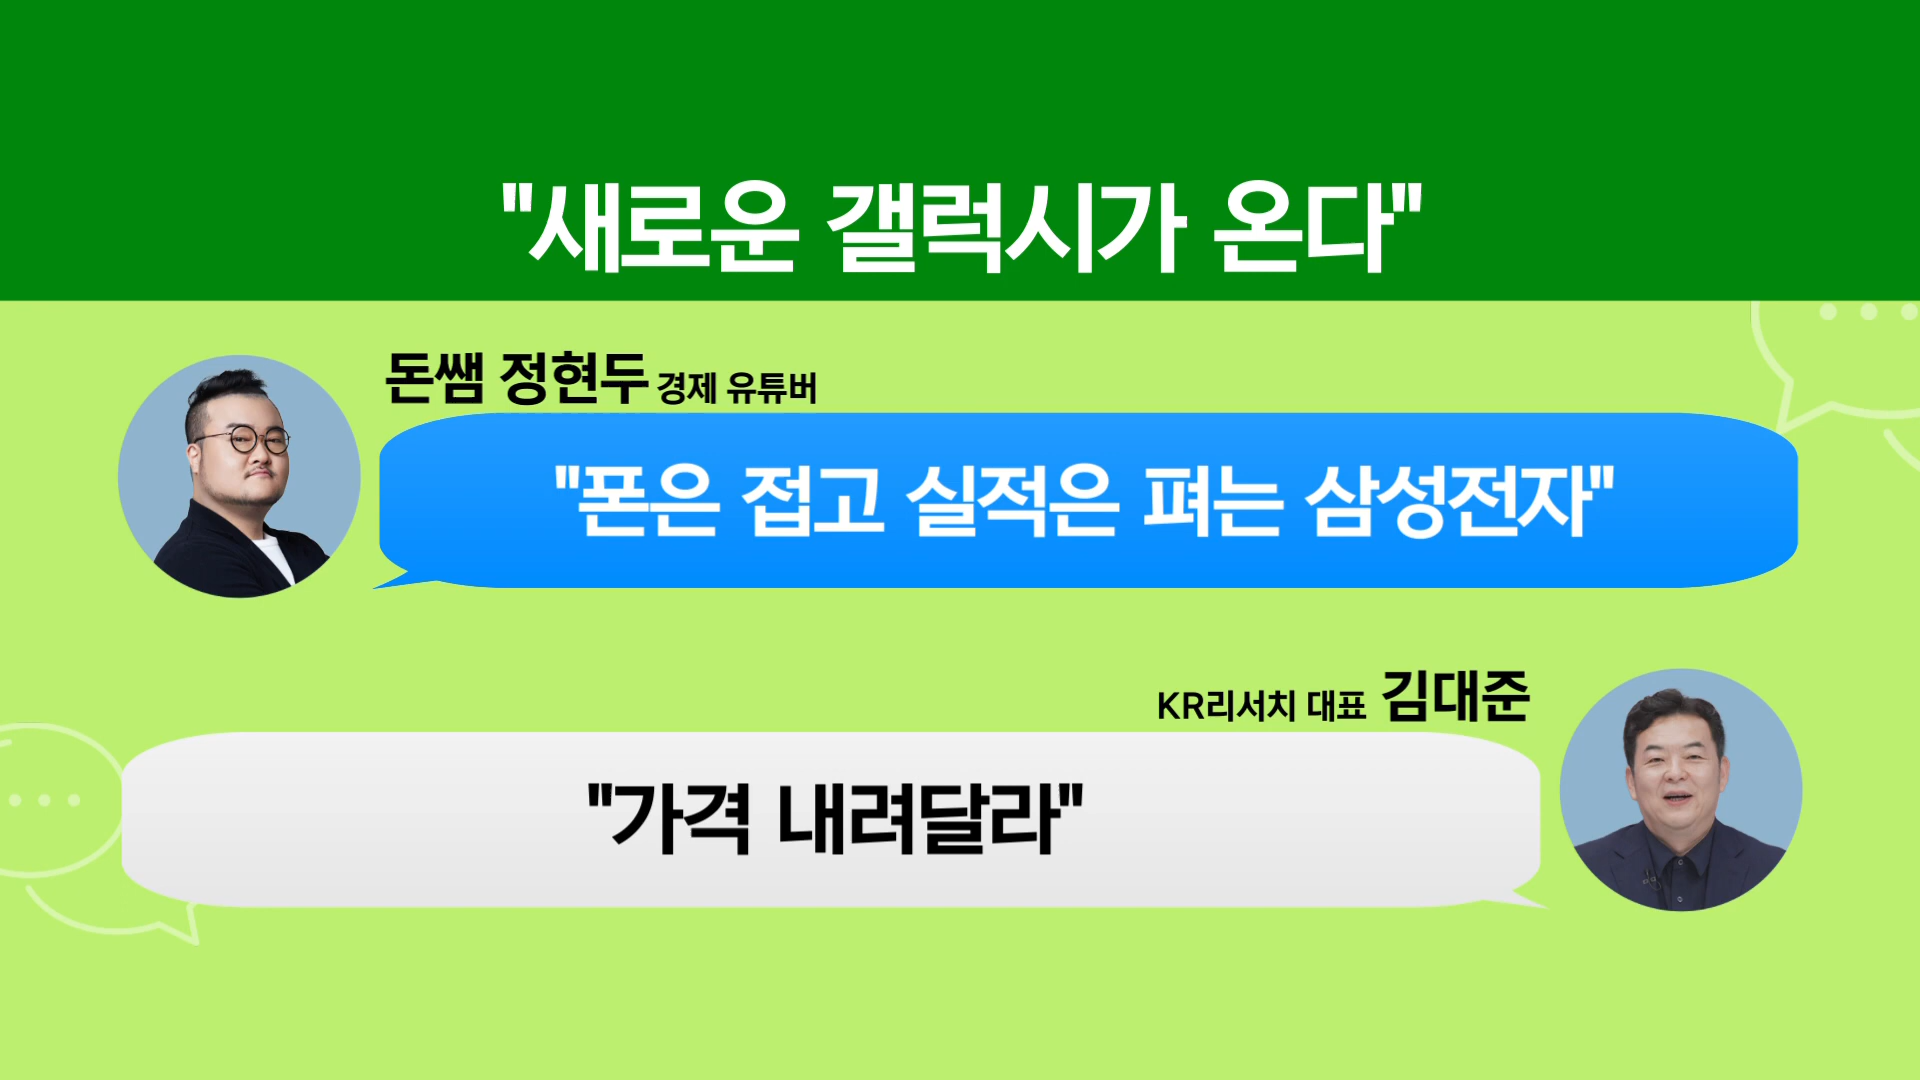 "새로운 갤럭시가 온다"
돈쌤 정현두 경제 유튜버
"폰은 접고 실적은 펴는 삼성전자"
KR리서치 대표 김대준
"가격 내려달라"